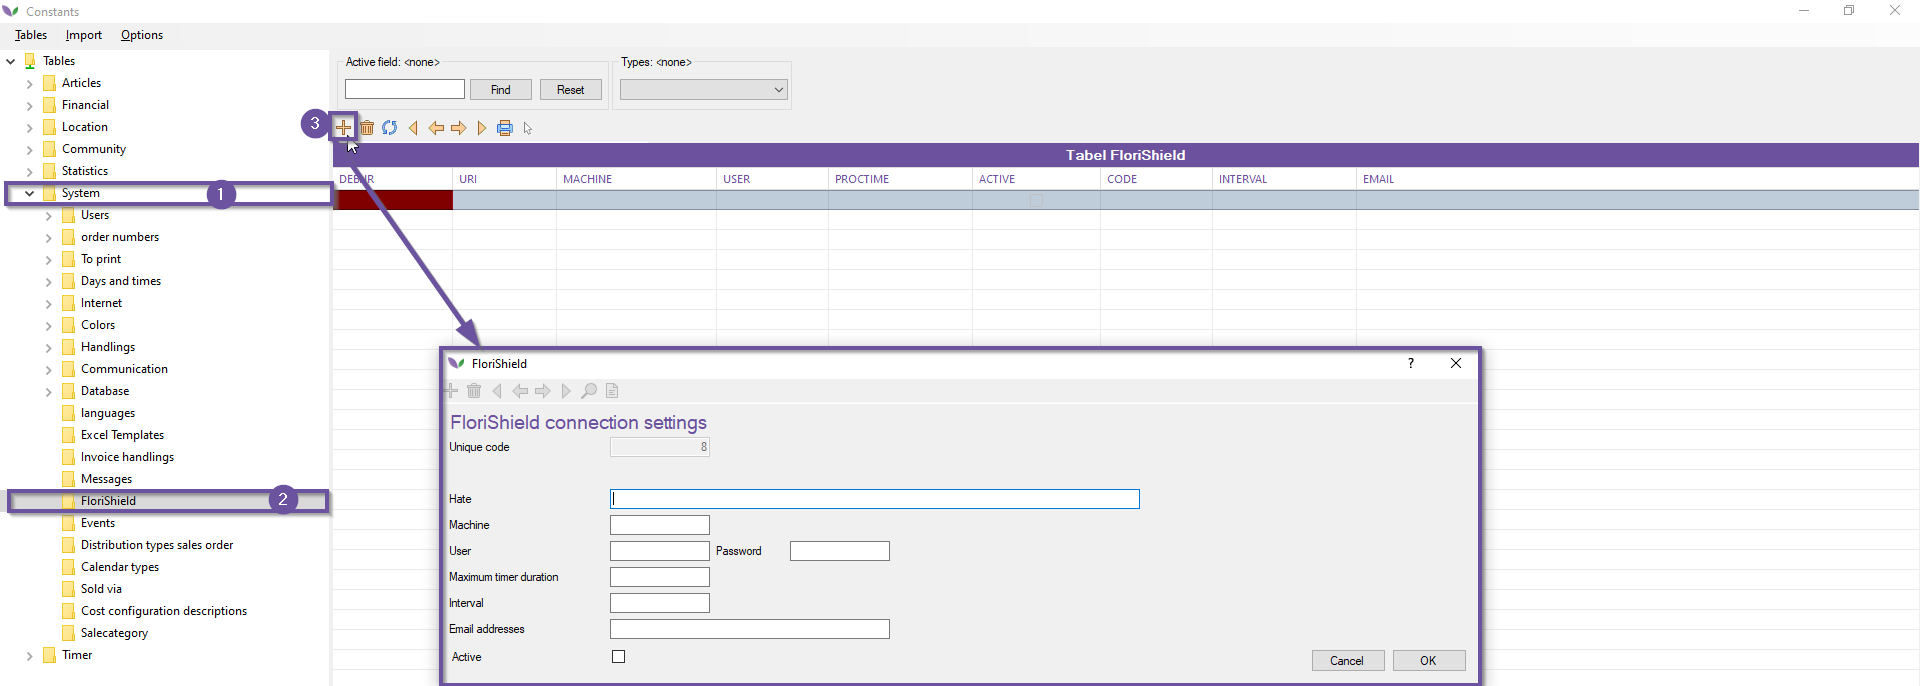 Constants
Tables Import Options
Tables
Articles
Financial
Location
Community
Statistics
System 1
Users
order numbers
To print
Days and times
Internet
Colors
Handlings
Communication
Database
languages
Excel Templates
Invoice handlings
Messages
FloriShield 2
Events
Distribution types sales order
Calendar types
Sold via
Cost configuration descriptions
Salecategory
Timer
Active field: <none> Types: <none>
Find Reset
3
Tabel FloriShield
URI MACHINE USER PROCTIME ACTIVE CODE INTERVAL EMAIL
FloriShield ?
FloriShield connection settings
Unique code 8
Hate
Machine
User Password
Maximum timer duration
Interval
Email addresses
Active
Cancel OK